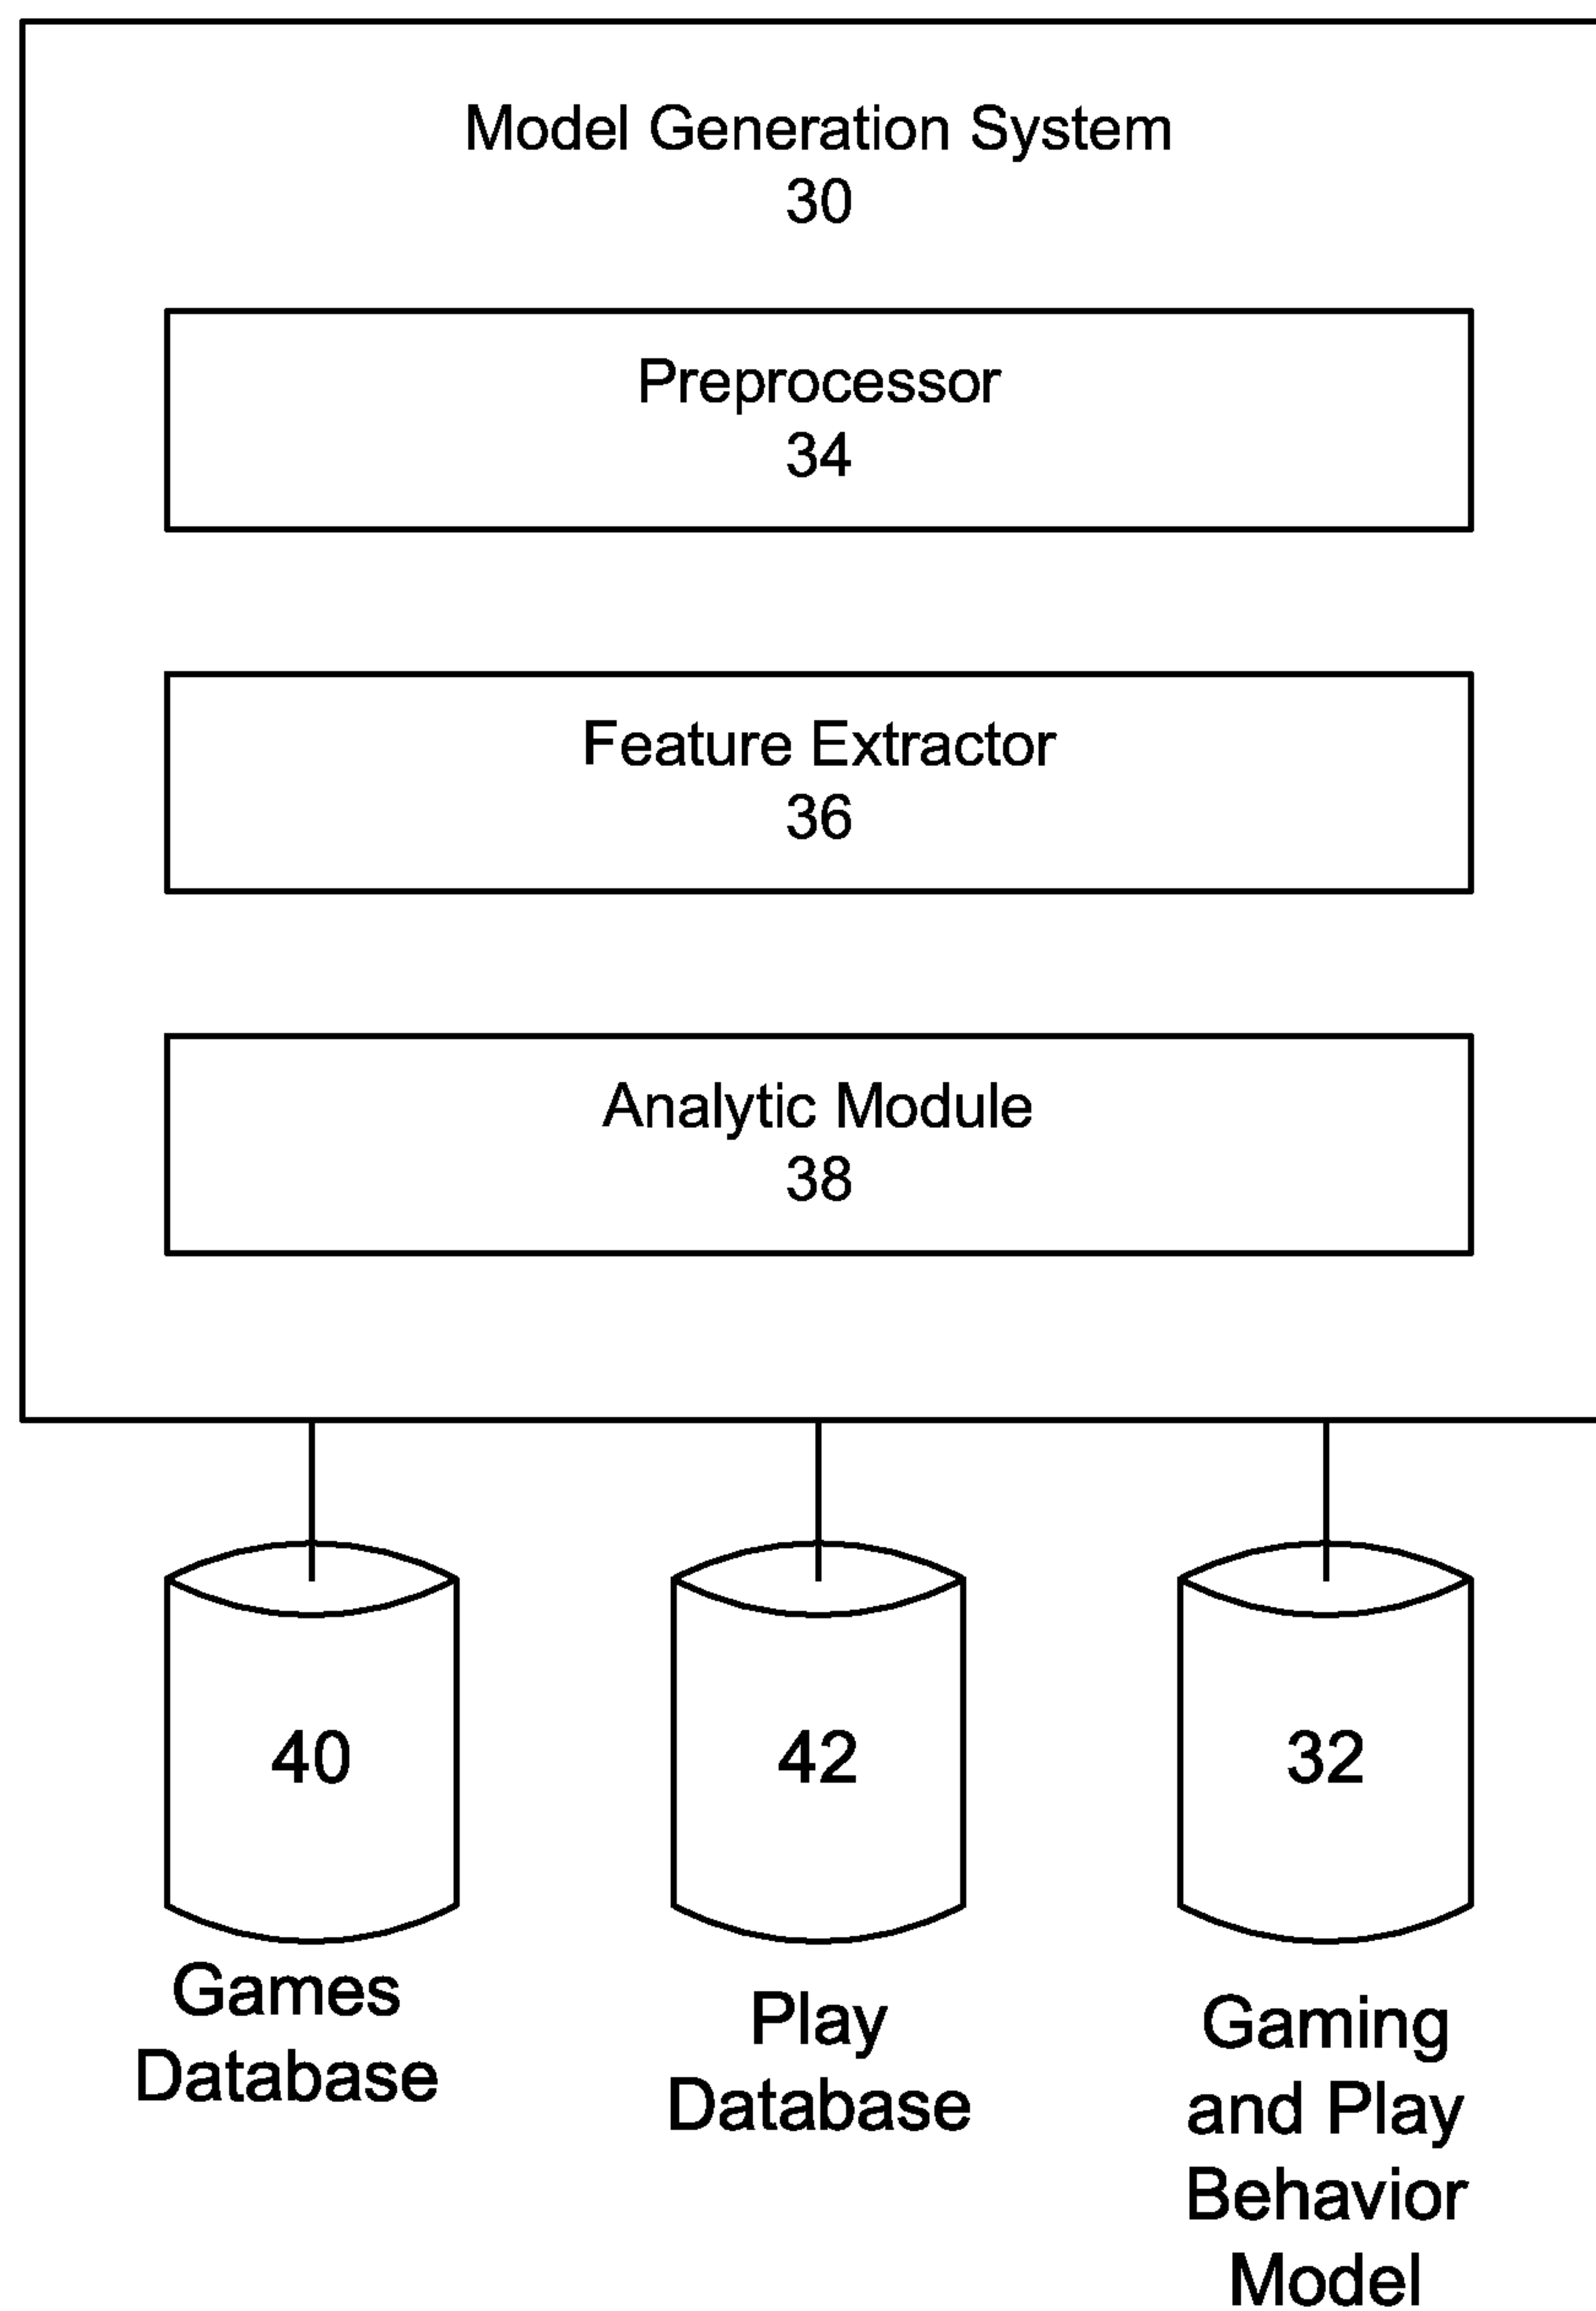 Model Generation System
30
Preprocessor
34
Feature Extractor
36
Analytic Module
38
40
42
32
Games
Database
Play
Database
Gaming
and Play
Behavior
Model